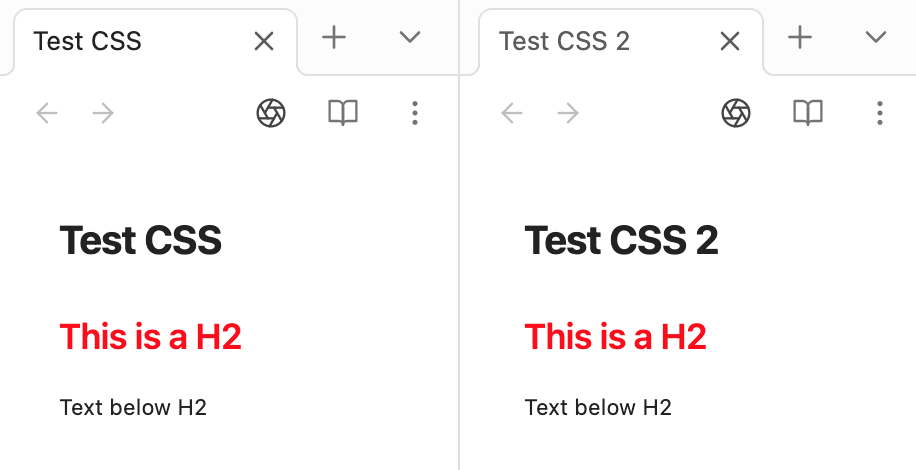 Test CSS
Test CSS 2
Test CSS
This is a H2
Text below H2
Test CSS 2
This is a H2
Text below H2